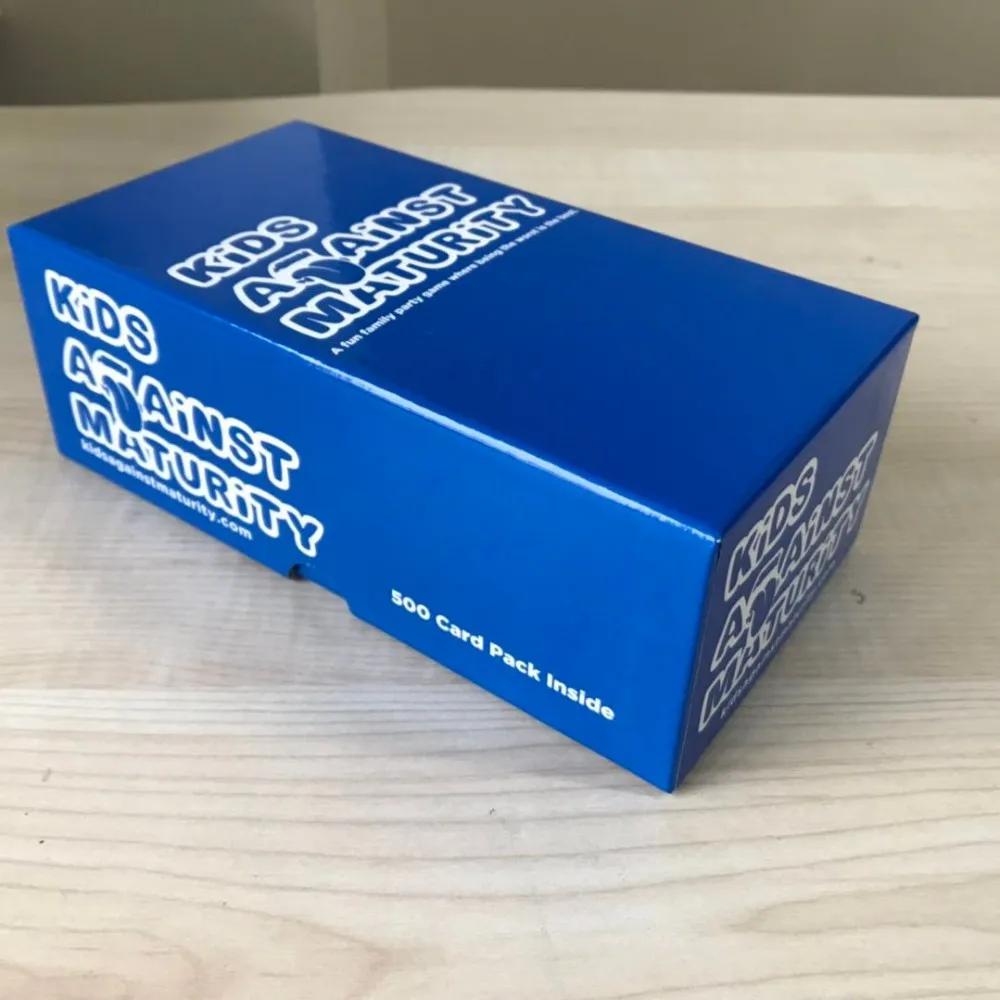 KiDS
AGAiNST
MATURiTY
A fun family party game where being the worst is the best.
KiDS
AGAiNST
MATURiTY
kidsagainstmaturity.com
500 Card Pack Inside
KiDS
AGAiNST
MATURiTY